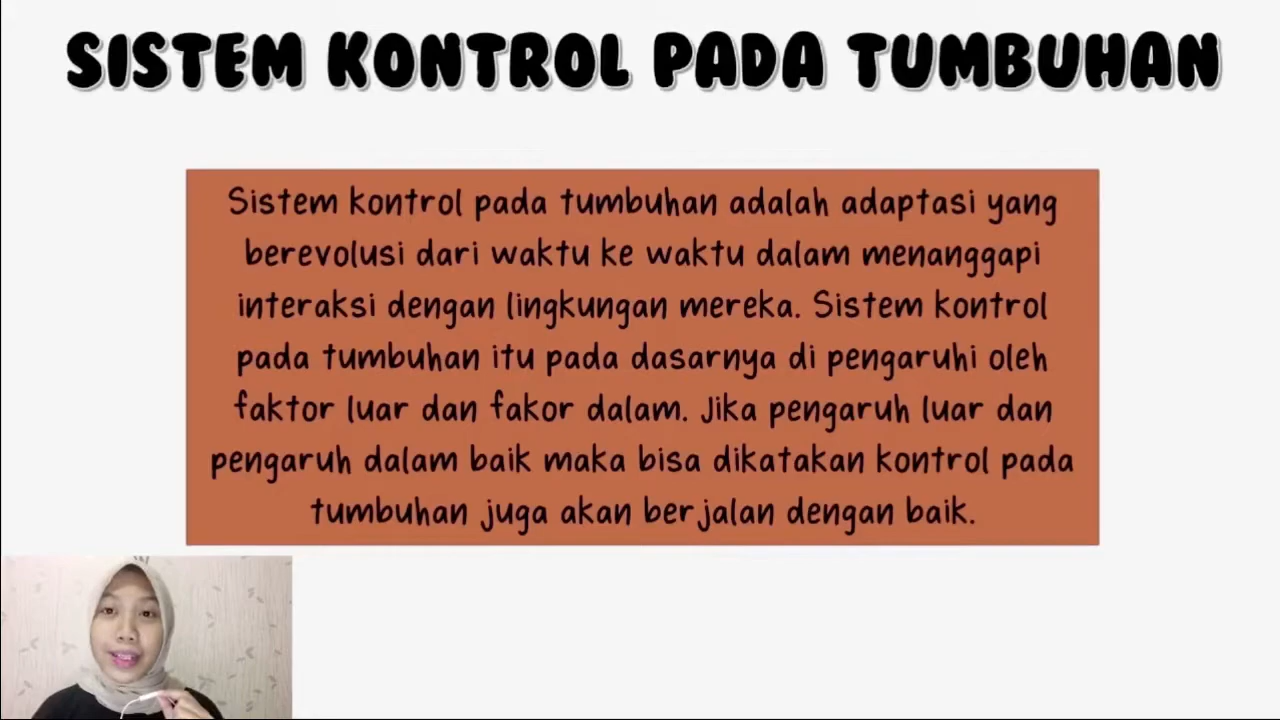 SISTEM KONTROL PADA TUMBUHAN
Sistem kontrol pada tumbuhan adalah adaptasi yang
berevolusi dari waktu ke waktu dalam menanggapi
interaksi dengan lingkungan mereka. Sistem kontrol
pada tumbuhan itu pada dasarnya di pengaruhi oleh
faktor luar dan fakor dalam. Jika pengaruh luar dan
pengaruh dalam baik maka bisa dikatakan kontrol pada
tumbuhan juga akan berjalan dengan baik.